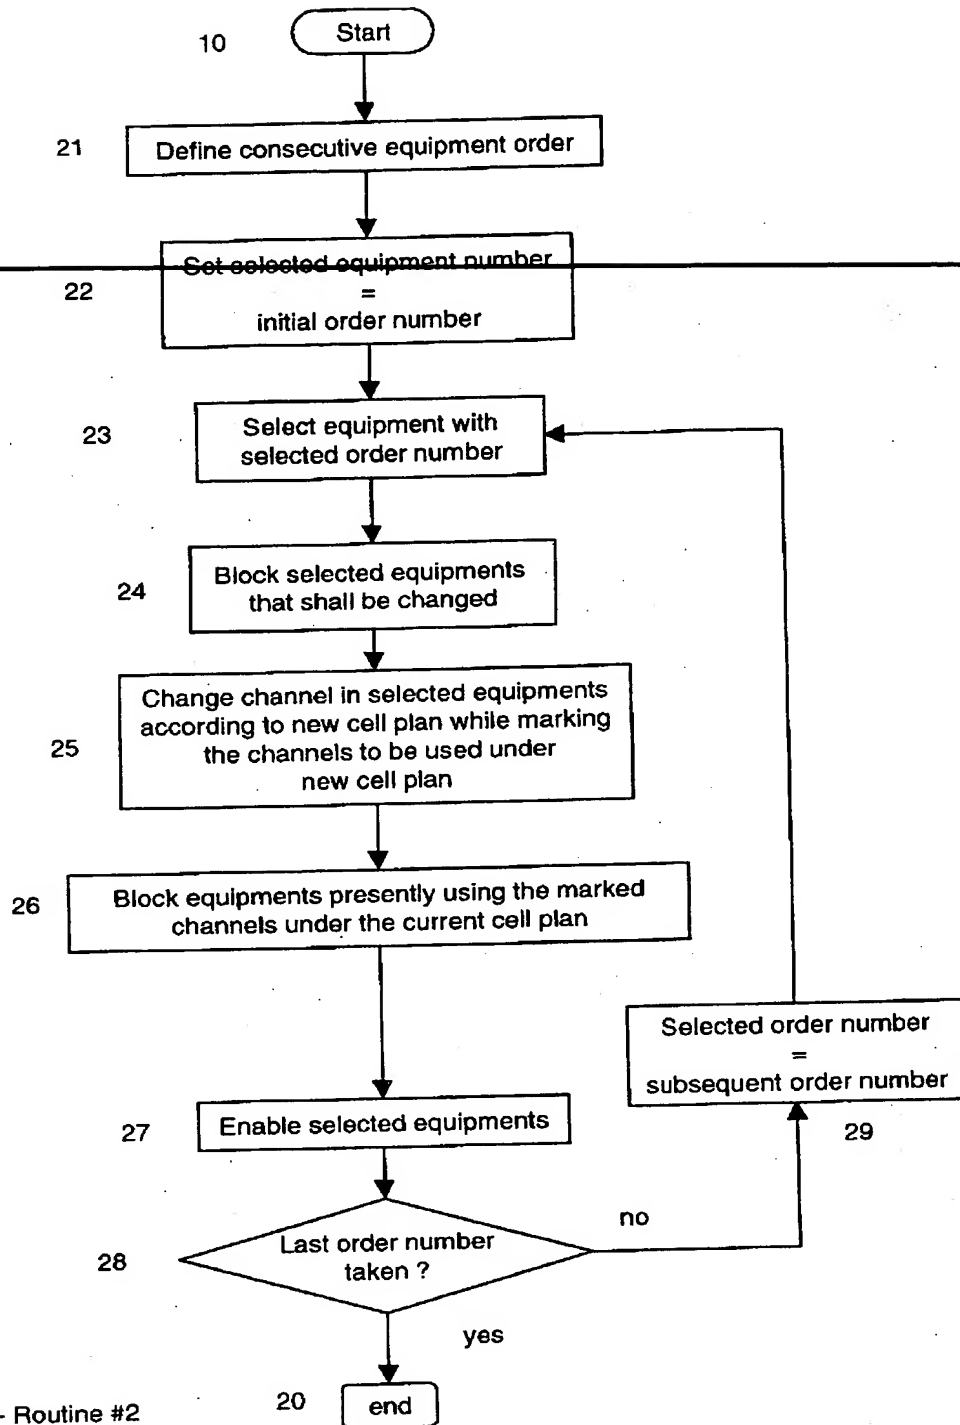 10
Start
21
Define consecutive equipment order
22
Set selected equipment number
=
initial order number
23
Select equipment with
selected order number
24
Block selected equipments
that shall be changed
25
Change channel in selected equipments
according to new cell plan while marking
the channels to be used under
new cell plan
26
Block equipments presently using the marked
channels under the current cell plan
Selected order number
=
subsequent order number
29
27
Enable selected equipments
no
28
Last order number
taken ?
yes
20
end
- Routine #2